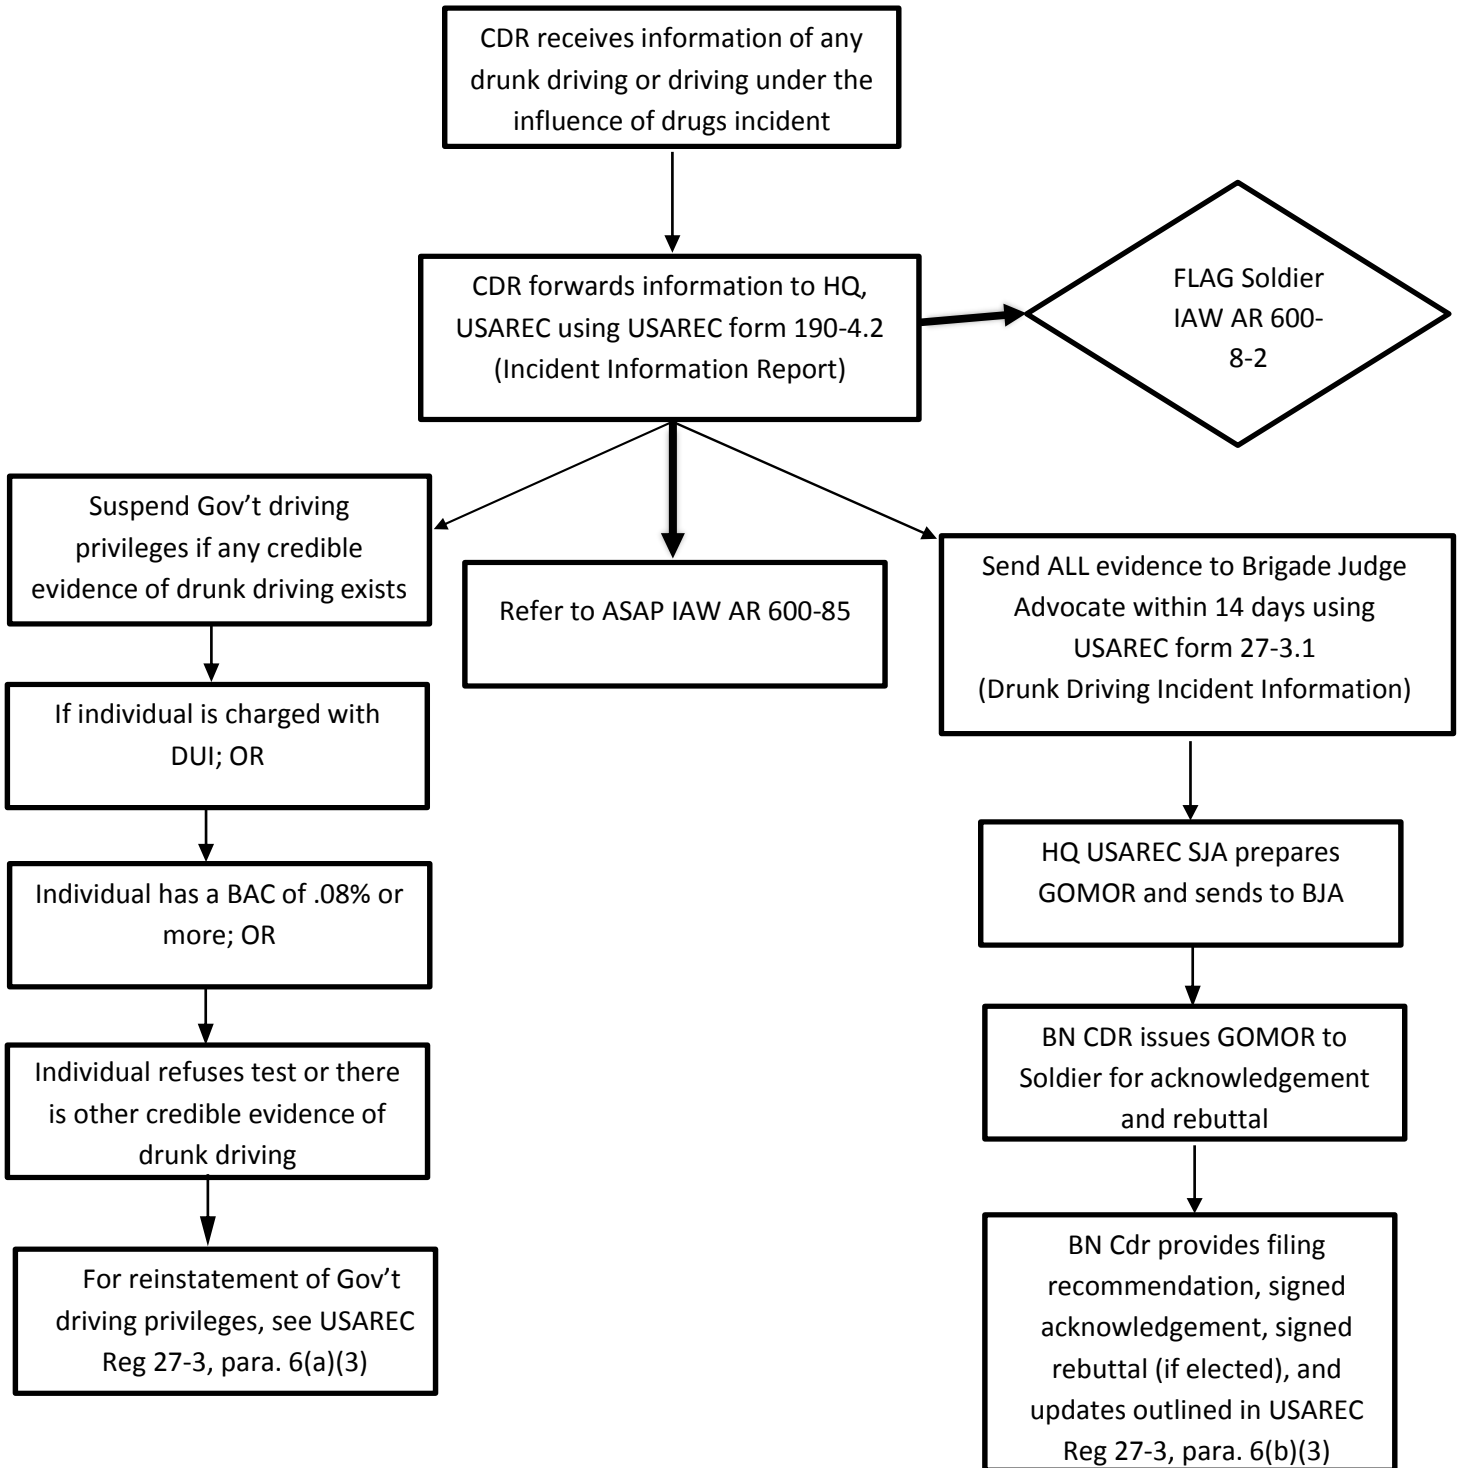 CDR receives information of any
drunk driving or driving under the
influence of drugs incident
CDR forwards information to HQ,
USAREC using USAREC form 190-4.2
(Incident Information Report)
FLAG Soldier
IAW AR 600-
8-2
Suspend Gov’t driving
privileges if any credible
evidence of drunk driving exists
If individual is charged with
DUI; OR
Individual has a BAC of .08% or
more; OR
Individual refuses test or there
is other credible evidence of
drunk driving
For reinstatement of Gov’t
driving privileges, see USAREC
Reg 27-3, para. 6(a)(3)
Refer to ASAP IAW AR 600-85
Send ALL evidence to Brigade Judge
Advocate within 14 days using
USAREC form 27-3.1
(Drunk Driving Incident Information)
HQ USAREC SJA prepares
GOMOR and sends to BJA
BN CDR issues GOMOR to
Soldier for acknowledgement
and rebuttal
BN Cdr provides filing
recommendation, signed
acknowledgement, signed
rebuttal (if elected), and
updates outlined in USAREC
Reg 27-3, para. 6(b)(3)